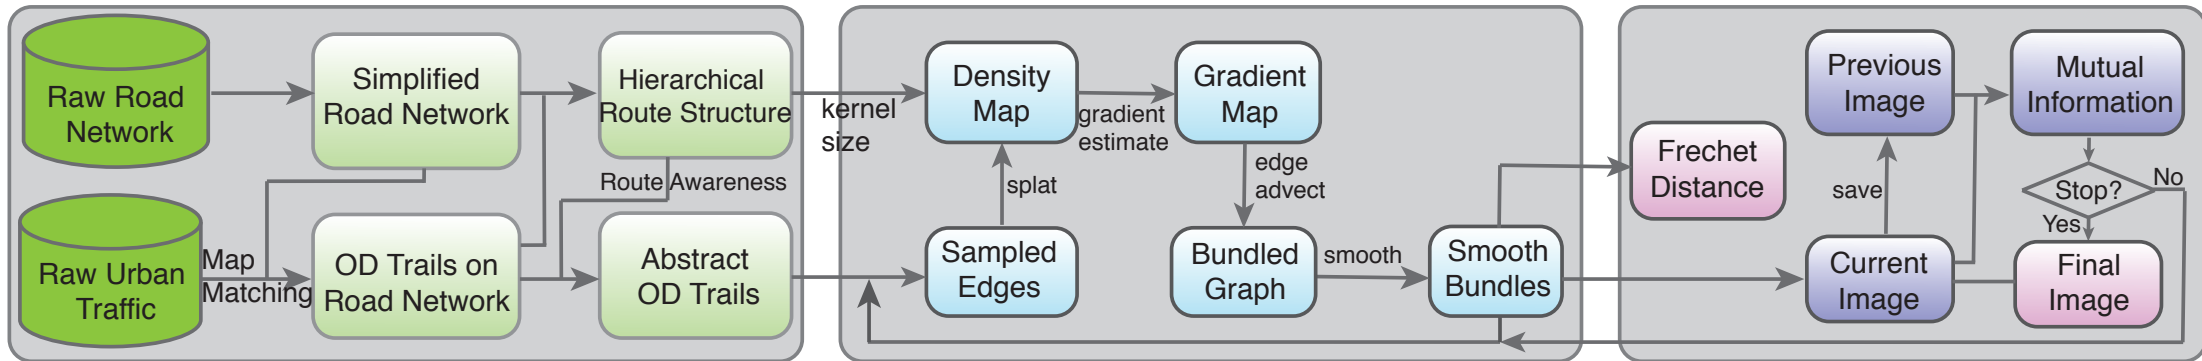 Raw Road
Network
Simplified
Road Network
Hierarchical
Route Structure
Route Awareness
Raw Urban
Traffic
Map
Matching
OD Trails on
Road Network
Abstract
OD Trails
kernel
size
Density
Map
gradient
estimate
Gradient
Map
splat
edge
advect
Sampled
Edges
Bundled
Graph
smooth
Smooth
Bundles
Frechet
Distance
Previous
Image
Mutual
Information
save
Stop?
No
Yes
Current
Image
Final
Image